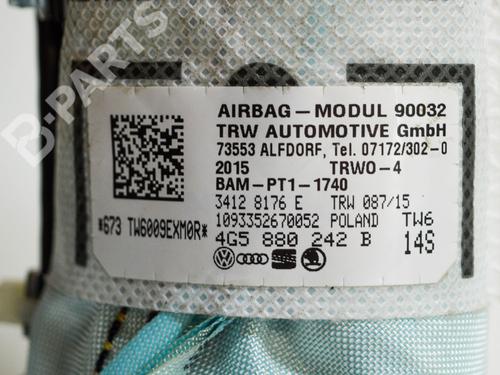 AIRBAG-MODUL 90032
TRW AUTOMOTIVE GmbH
73553 ALFDORF, Tel. 07172/302-0
2015 TRWO-4
BAM-PT1-1740
3412 8176 E TRW 087/15
1093352670052 POLAND TW6
*673 TW6009EXM0R*
4G5 880 242 B 14S
B-PARTS